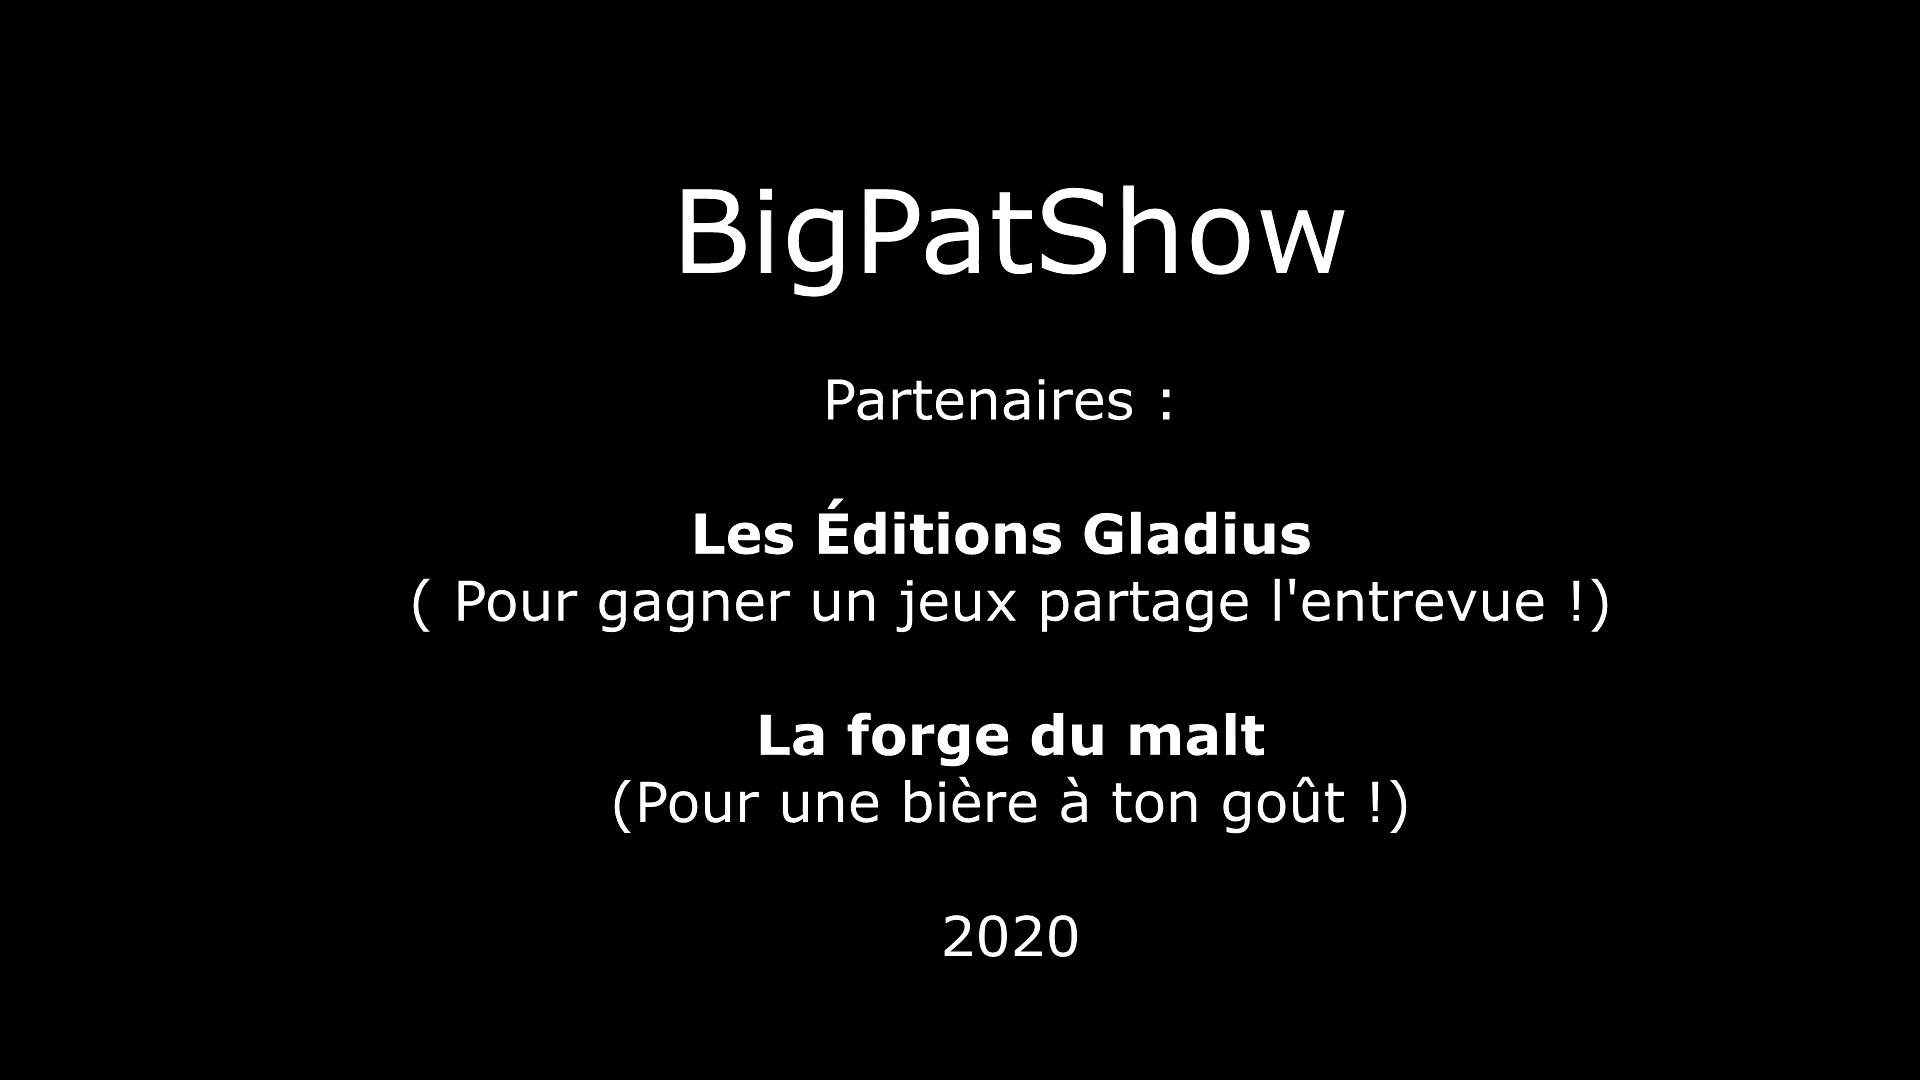 BigPatShow
Partenaires :
Les Éditions Gladius
( Pour gagner un jeux partage l'entrevue !)
La forge du malt
(Pour une bière à ton goût !)
2020